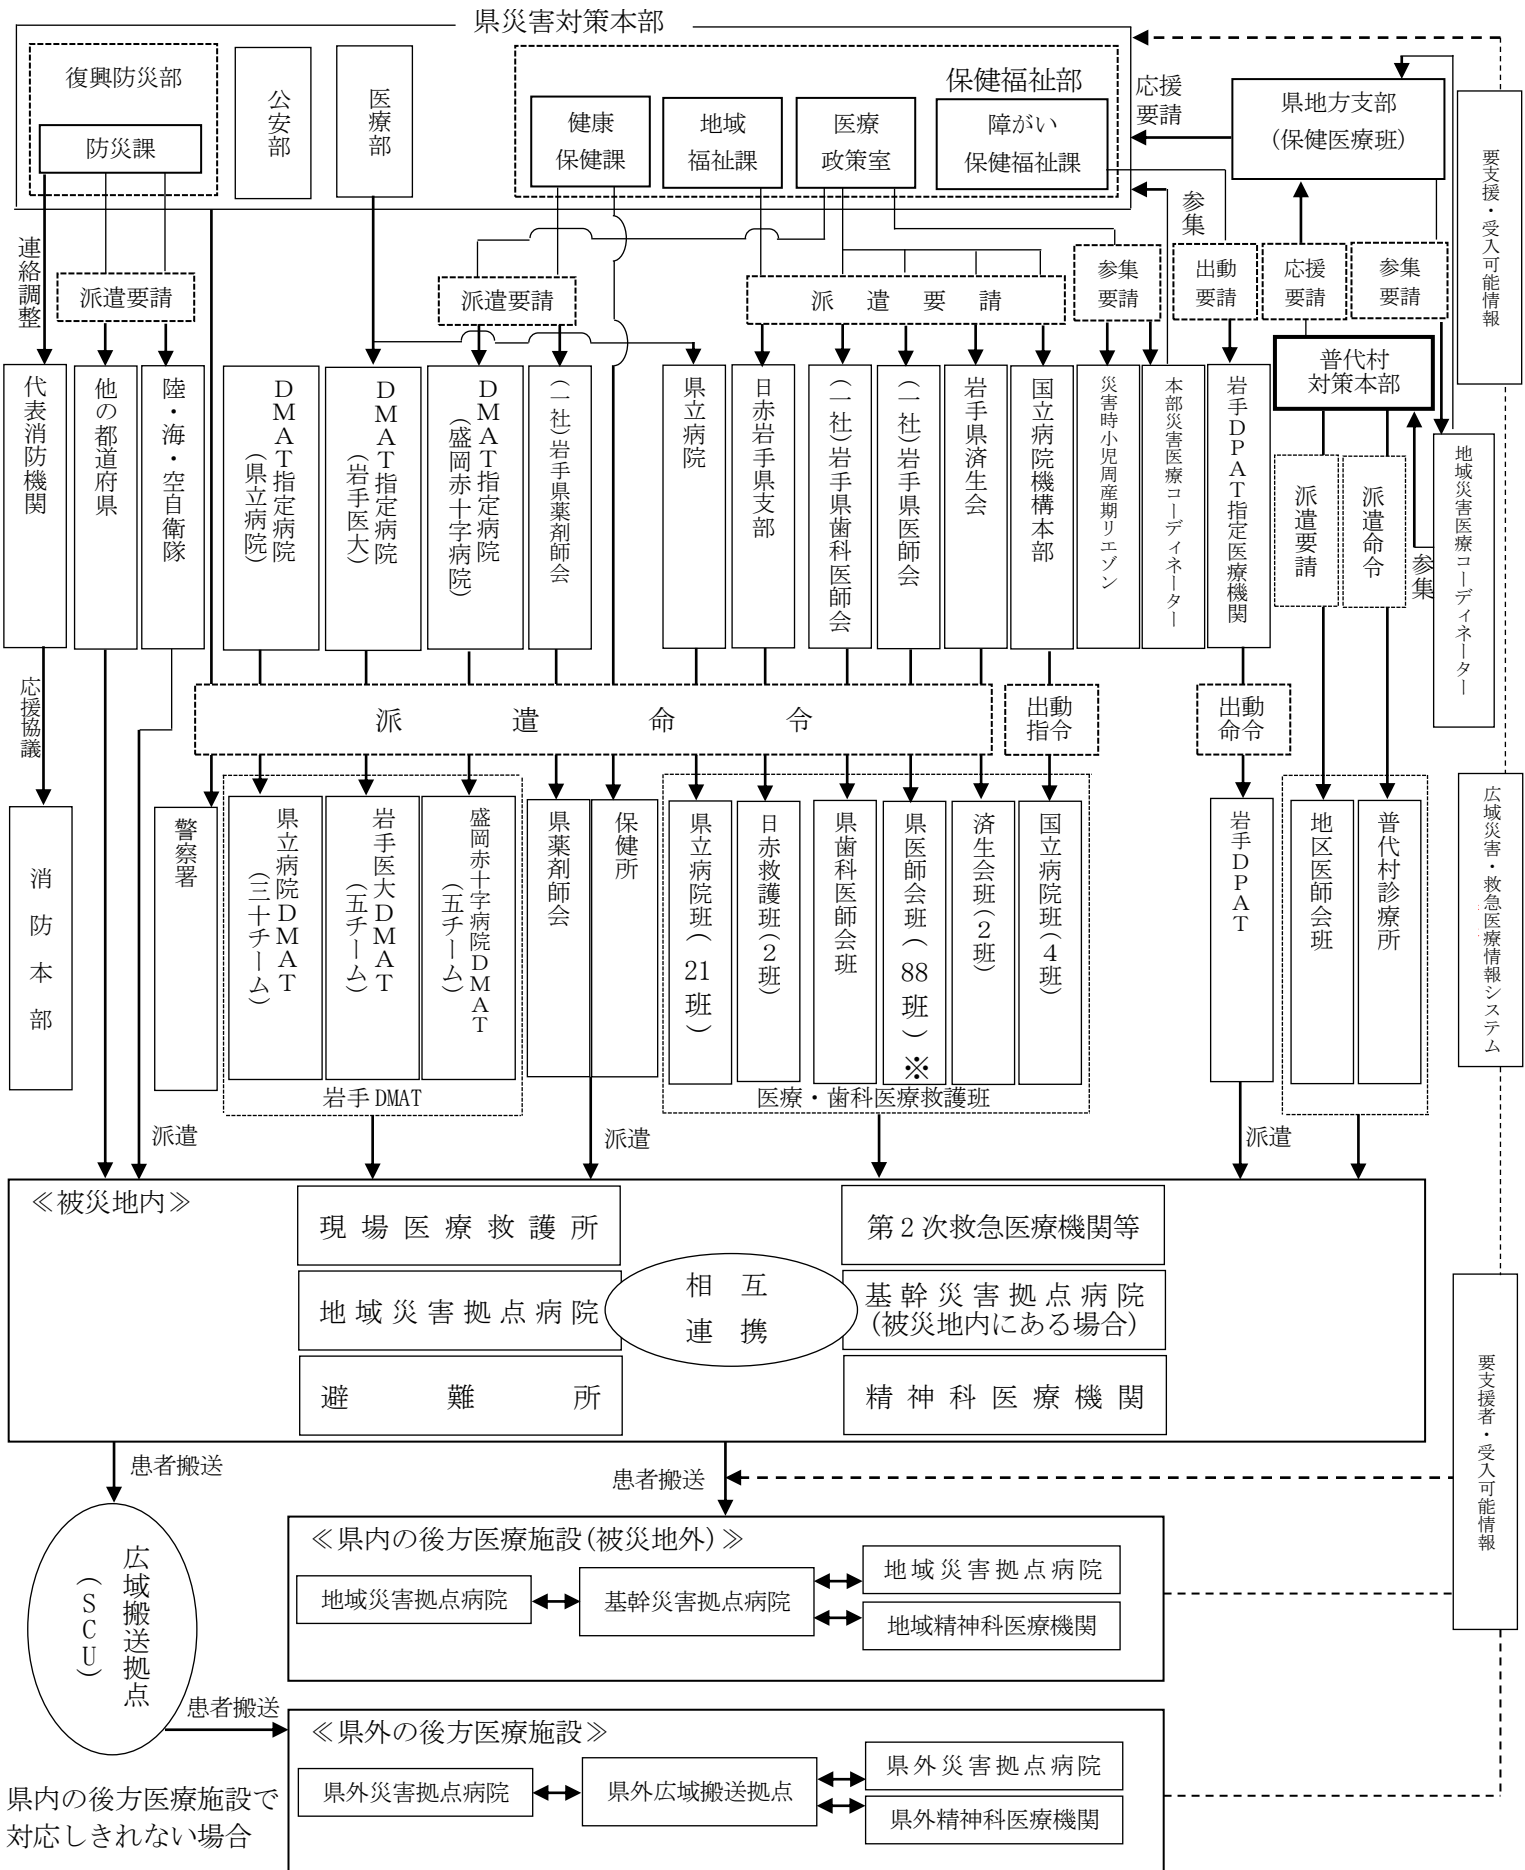 県災害対策本部
復興防災部
防災課
公安部
医療部
保健福祉部
健康
保健課
地域
福祉課
医療
政策室
障がい
保健福祉課
応援
要請
県地方支部
(保健医療班)
要支援・受入可能情報
連絡調整
派遣要請
派遣要請
派遣要請
参集
参集
要請
出動
要請
応援
要請
参集
要請
普代村
対策本部
代表消防機関
他の都道府県
陸・海・空自衛隊
DMAT指定病院
(県立病院)
DMAT指定病院
(岩手医大)
DMAT指定病院
(盛岡赤十字病院)
(一社)岩手県薬剤師会
県立病院
日赤岩手県支部
(一社)岩手県歯科医師会
(一社)岩手県医師会
岩手県済生会
国立病院機構本部
災害時小児周産期リエゾン
本部災害医療コーディネーター
岩手DPAT指定医療機関
派遣要請
派遣命令
参集
地域災害医療コーディネーター
応援協議
派遣命令
出動
指令
出動
命令
消防本部
警察署
県立病院DMAT
(三十チーム)
岩手医大DMAT
(五チーム)
盛岡赤十字病院DMAT
(五チーム)
岩手DMAT
県薬剤師会
保健所
県立病院班(21班)
日赤救護班(2班)
県歯科医師会班
県医師会班(88班)※
済生会班(2班)
国立病院班(4班)
医療・歯科医療救護班
岩手DPAT
地区医師会班
普代村診療所
広域災害・救急医療情報システム
派遣
派遣
派遣
≪被災地内≫
現場医療救護所
地域災害拠点病院
避難所
相互
連携
第2次救急医療機関等
基幹災害拠点病院
(被災地内にある場合)
精神科医療機関
要支援者・受入可能情報
患者搬送
患者搬送
広域搬送拠点
(SCU)
≪県内の後方医療施設(被災地外)≫
地域災害拠点病院
基幹災害拠点病院
地域災害拠点病院
地域精神科医療機関
患者搬送
≪県外の後方医療施設≫
県外災害拠点病院
県外広域搬送拠点
県外災害拠点病院
県外精神科医療機関
県内の後方医療施設で
対応しきれない場合